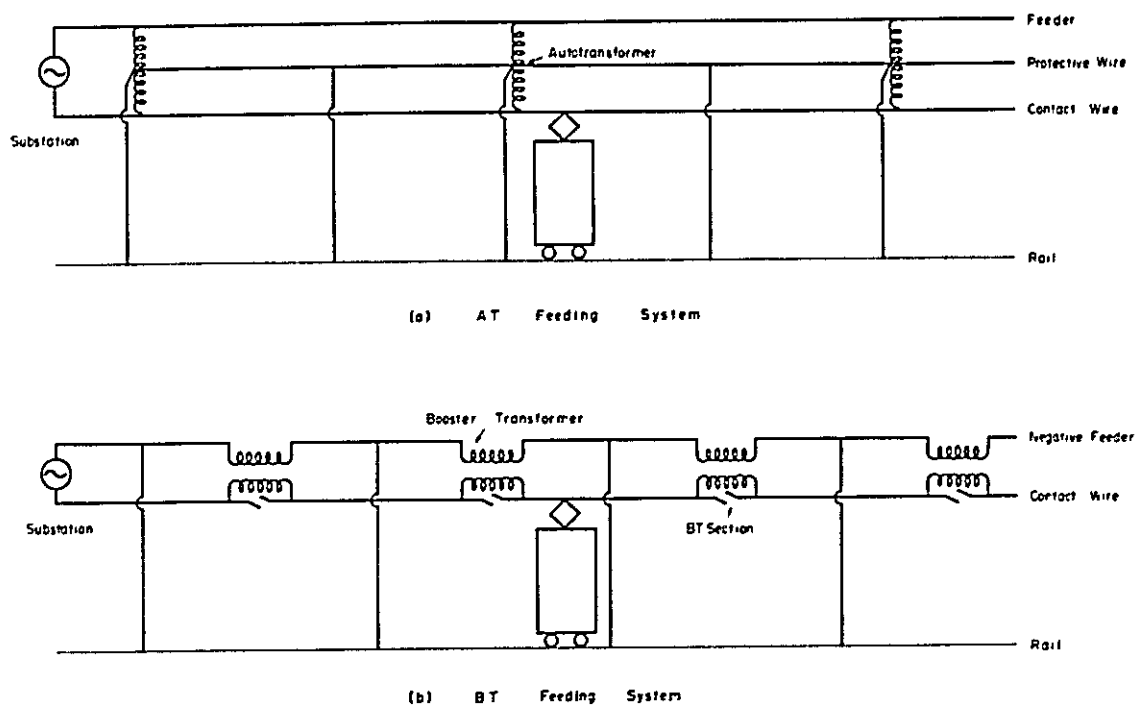 Feeder
Autotransformer
Protective Wire
Contact Wire
Substation
Rail
(a) AT Feeding System
Booster Transformer
Negative Feeder
Contact Wire
Substation
BT Section
Rail
(b) BT Feeding System